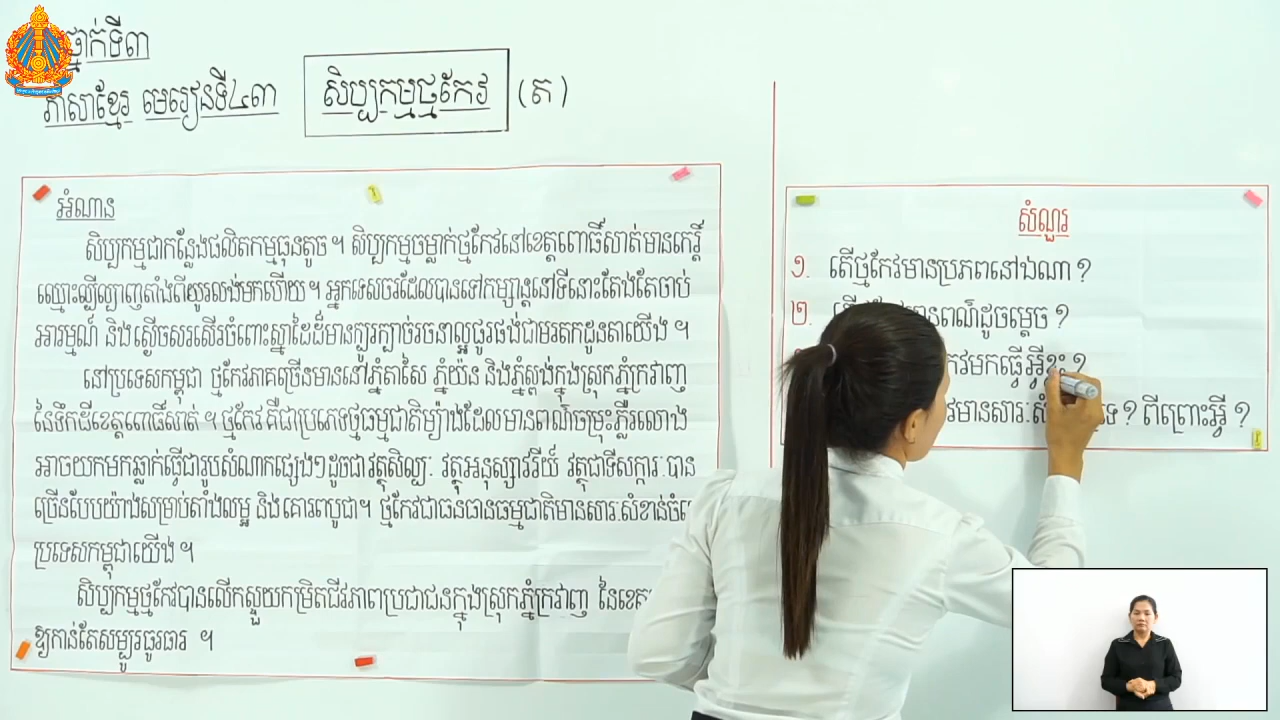 ថ្នាក់ទី៣
ភាសាខ្មែរ មេរៀនទី៤៣
សិប្បកម្មថ្មកែវ (ត)
អំណាន
សិប្បកម្មជាកន្លែងផលិតកម្មធុនតូច។ សិប្បកម្មចម្លាក់ថ្មកែវនៅខេត្តពោធិ៍សាត់មានកេរ្តិ៍
ឈ្មោះល្បីល្បាញតាំងពីយូរលង់មកហើយ។ អ្នកទេសចរដែលបានទៅកម្សាន្តនៅទីនោះតែងតែចាប់
អារម្មណ៍ និងស្ងើចសរសើរចំពោះស្នាដៃដ៏មានក្បូរក្បាច់រចនាល្អផូរផង់ជាមរតកដូនតាយើង ។
នៅប្រទេសកម្ពុជា ថ្មកែវភាគច្រើនមាននៅភ្នំតាសៃ ភ្នំយ៉ន និងភ្នំស្ពង់ក្នុងស្រុកភ្នំក្រវាញ
នៃទឹកដីខេត្តពោធិ៍សាត់ ។ ថ្មកែវ គឺជាប្រភេទថ្មធម្មជាតិម្យ៉ាងដែលមានពណ៌ចម្រុះភ្លឺរលោង
អាចយកមកឆ្លាក់ធ្វើជារូបសំណាកផ្សេងៗដូចជាវត្ថុសិល្បៈ វត្ថុអនុស្សាវរីយ៍ វត្ថុជាទីសក្ការៈបាន
ច្រើនបែបយ៉ាងសម្រាប់តាំងលម្អ និងគោរពបូជា។ ថ្មកែវជាធនធានធម្មជាតិមានសារៈសំខាន់
ប្រទេសកម្ពុជាយើង ។
សិប្បកម្មថ្មកែវបានលើកស្ទួយកម្រិតជីវភាពប្រជាជនក្នុងស្រុកភ្នំក្រវាញ នៃ
ឱ្យកាន់តែសម្បូរធូរធារ ។
សំណួរ
១. តើថ្មកែវមានប្រភពនៅឯណា ?
២. ពណ៌ដូចម្តេច ?
មកធ្វើអ្វីខ្លះ ?
មានសារៈ ? ពីព្រោះអ្វី ?